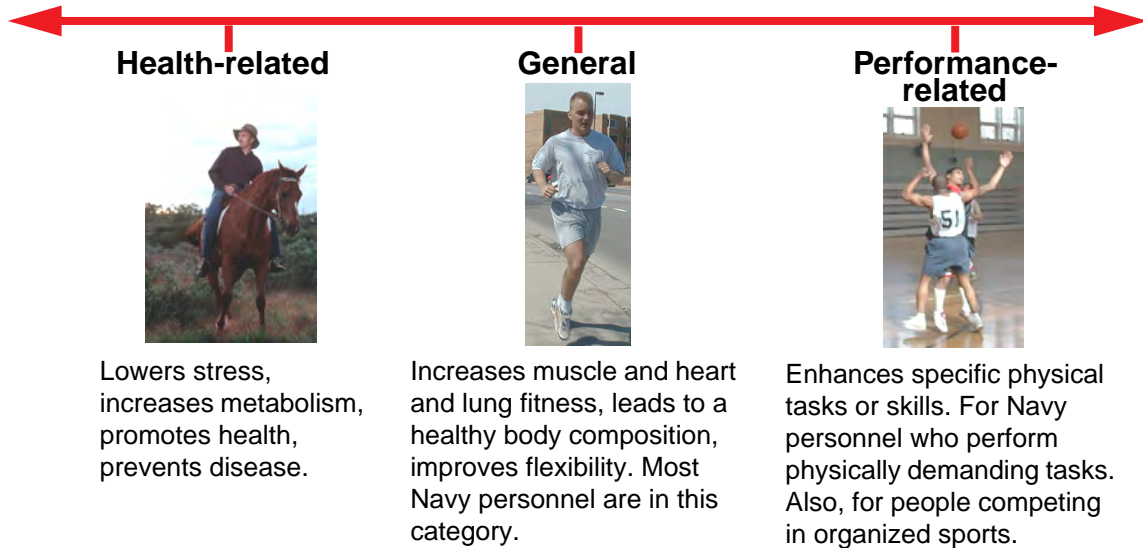 Health-related
General
Performance-
related
51
Lowers stress,
increases metabolism,
promotes health,
prevents disease.
Increases muscle and heart
and lung fitness, leads to a
healthy body composition,
improves flexibility. Most
Navy personnel are in this
category.
Enhances specific physical
tasks or skills. For Navy
personnel who perform
physically demanding tasks.
Also, for people competing
in organized sports.